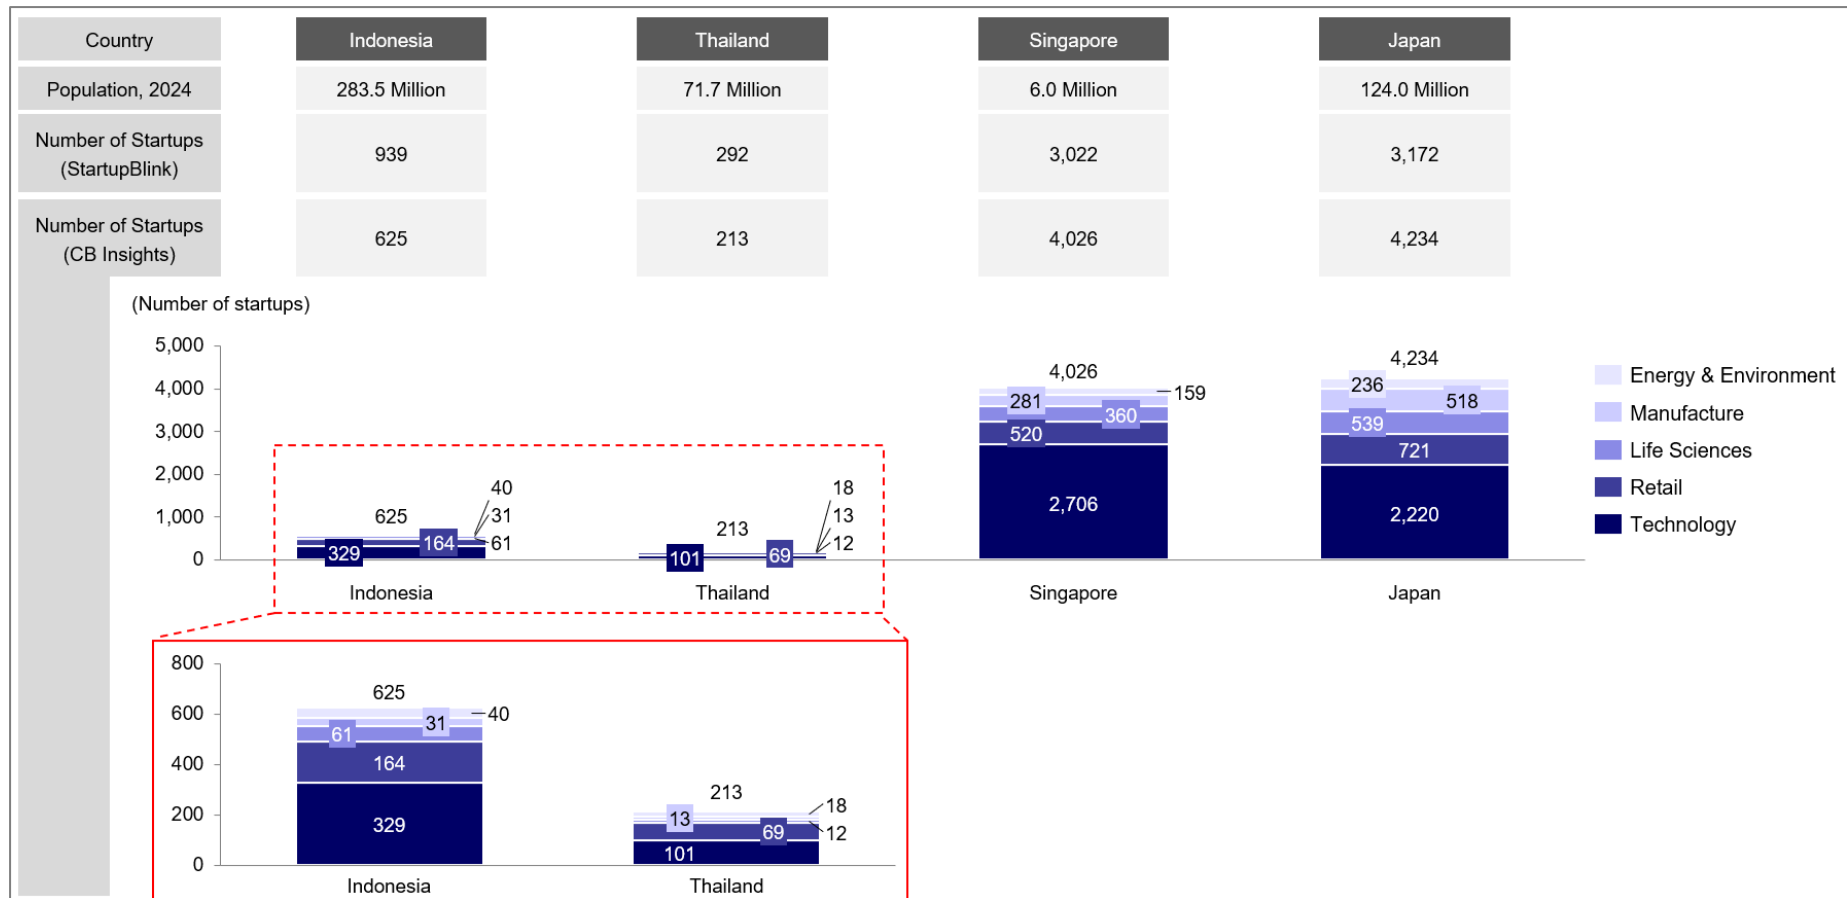 Country Indonesia Thailand Singapore Japan
Population, 2024 283.5 Million 71.7 Million 6.0 Million 124.0 Million
Number of Startups
(StartupBlink) 939 292 3,022 3,172
Number of Startups
(CB Insights) 625 213 4,026 4,234
(Number of startups)
5,000
4,000
3,000
2,000
1,000
0
625
40
31
61
164
329
Indonesia
213
18
13
12
69
101
Thailand
4,026
159
281
360
520
2,706
Singapore
4,234
236
518
539
721
2,220
Japan
Energy & Environment
Manufacture
Life Sciences
Retail
Technology
800
600
400
200
0
625
40
31
61
164
329
Indonesia
213
18
13
12
69
101
Thailand